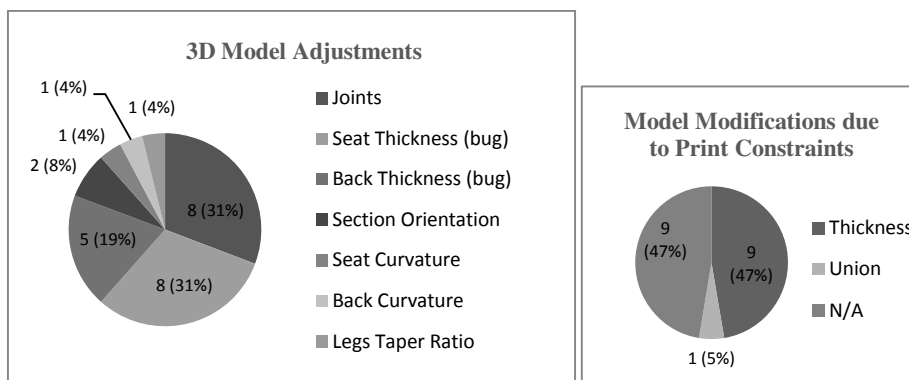 3D Model Adjustments
1 (4%)
1 (4%)
1 (4%)
2 (8%)
5 (19%)
8 (31%)
8 (31%)
Joints
Seat Thickness (bug)
Back Thickness (bug)
Section Orientation
Seat Curvature
Back Curvature
Legs Taper Ratio
Model Modifications due
to Print Constraints
9
(47%)
9
(47%)
1 (5%)
Thickness
Union
N/A